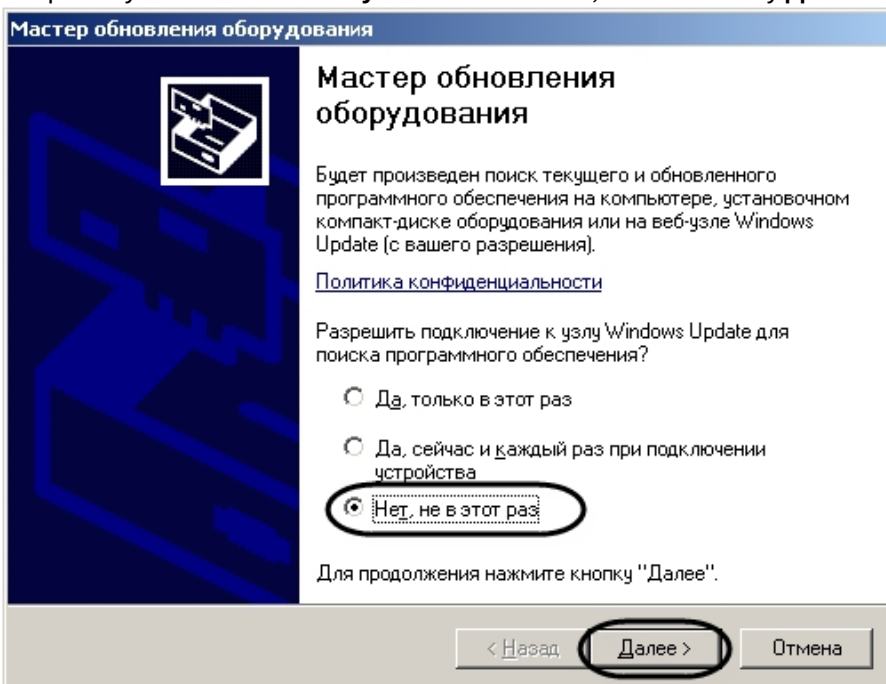 Мастер обновления оборудования
Мастер обновления
оборудования
Будет произведен поиск текущего и обновленного
программного обеспечения на компьютере, установочном
компакт-диске оборудования или на веб-узле Windows
Update (с вашего разрешения).
Политика конфиденциальности
Разрешить подключение к узлу Windows Update для
поиска программного обеспечения?
Да, только в этот раз
Да, сейчас и каждый раз при подключении
устройства
Нет, не в этот раз
Для продолжения нажмите кнопку "Далее".
< Назад
Далее >
Отмена